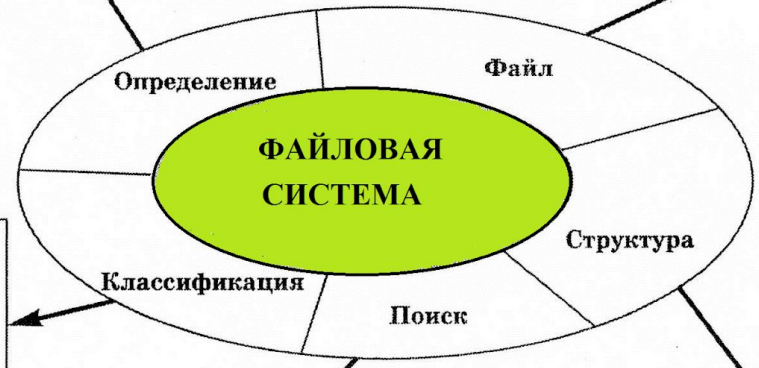 Определение
Файл
ФАЙЛОВАЯ
СИСТЕМА
Структура
Классификация
Поиск